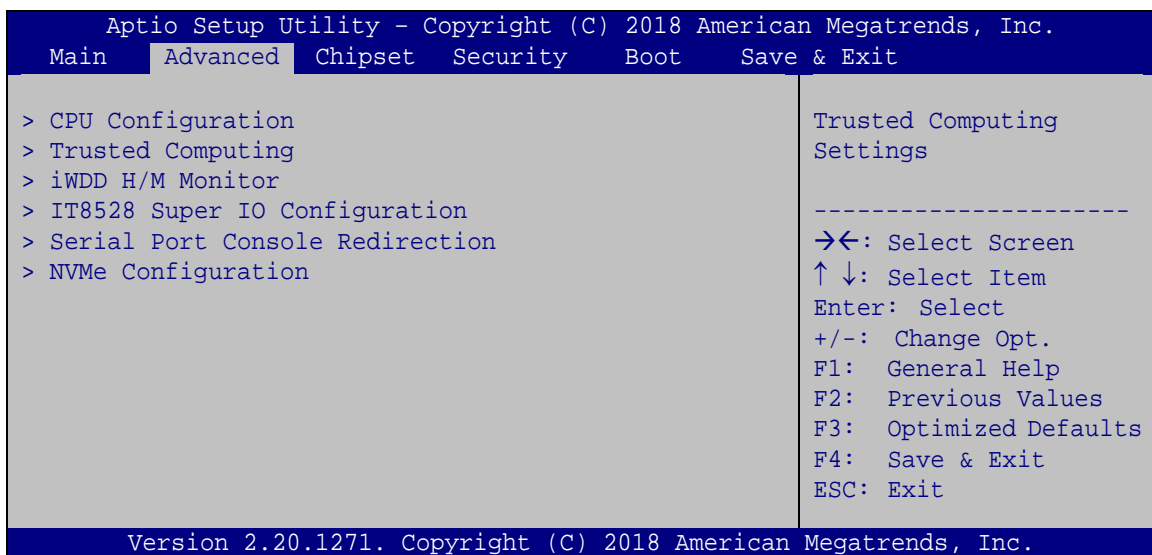 Aptio Setup Utility – Copyright (C) 2018 American Megatrends, Inc.
Main Advanced Chipset Security Boot Save & Exit
> CPU Configuration
> Trusted Computing
> iWDD H/M Monitor
> IT8528 Super IO Configuration
> Serial Port Console Redirection
> NVMe Configuration
Trusted Computing
Settings
----------------------
→←: Select Screen
↑ ↓: Select Item
Enter: Select
+/-: Change Opt.
F1: General Help
F2: Previous Values
F3: Optimized Defaults
F4: Save & Exit
ESC: Exit
Version 2.20.1271. Copyright (C) 2018 American Megatrends, Inc.